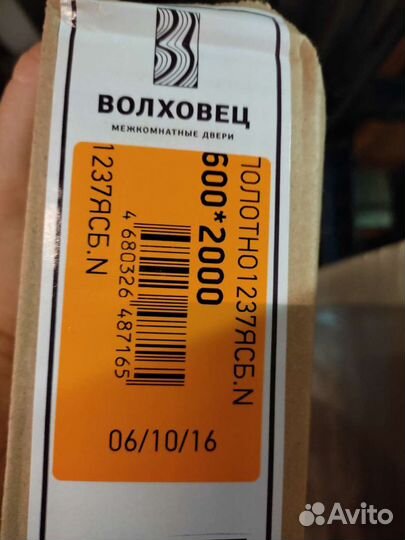 ВОЛХОВЕЦ
МЕЖКОМНАТНЫЕ ДВЕРИ
ПОЛОТНО1237ЯСБ.N
600*2000
4 680326 487165
1237ЯСБ.N
06/10/16
Avito